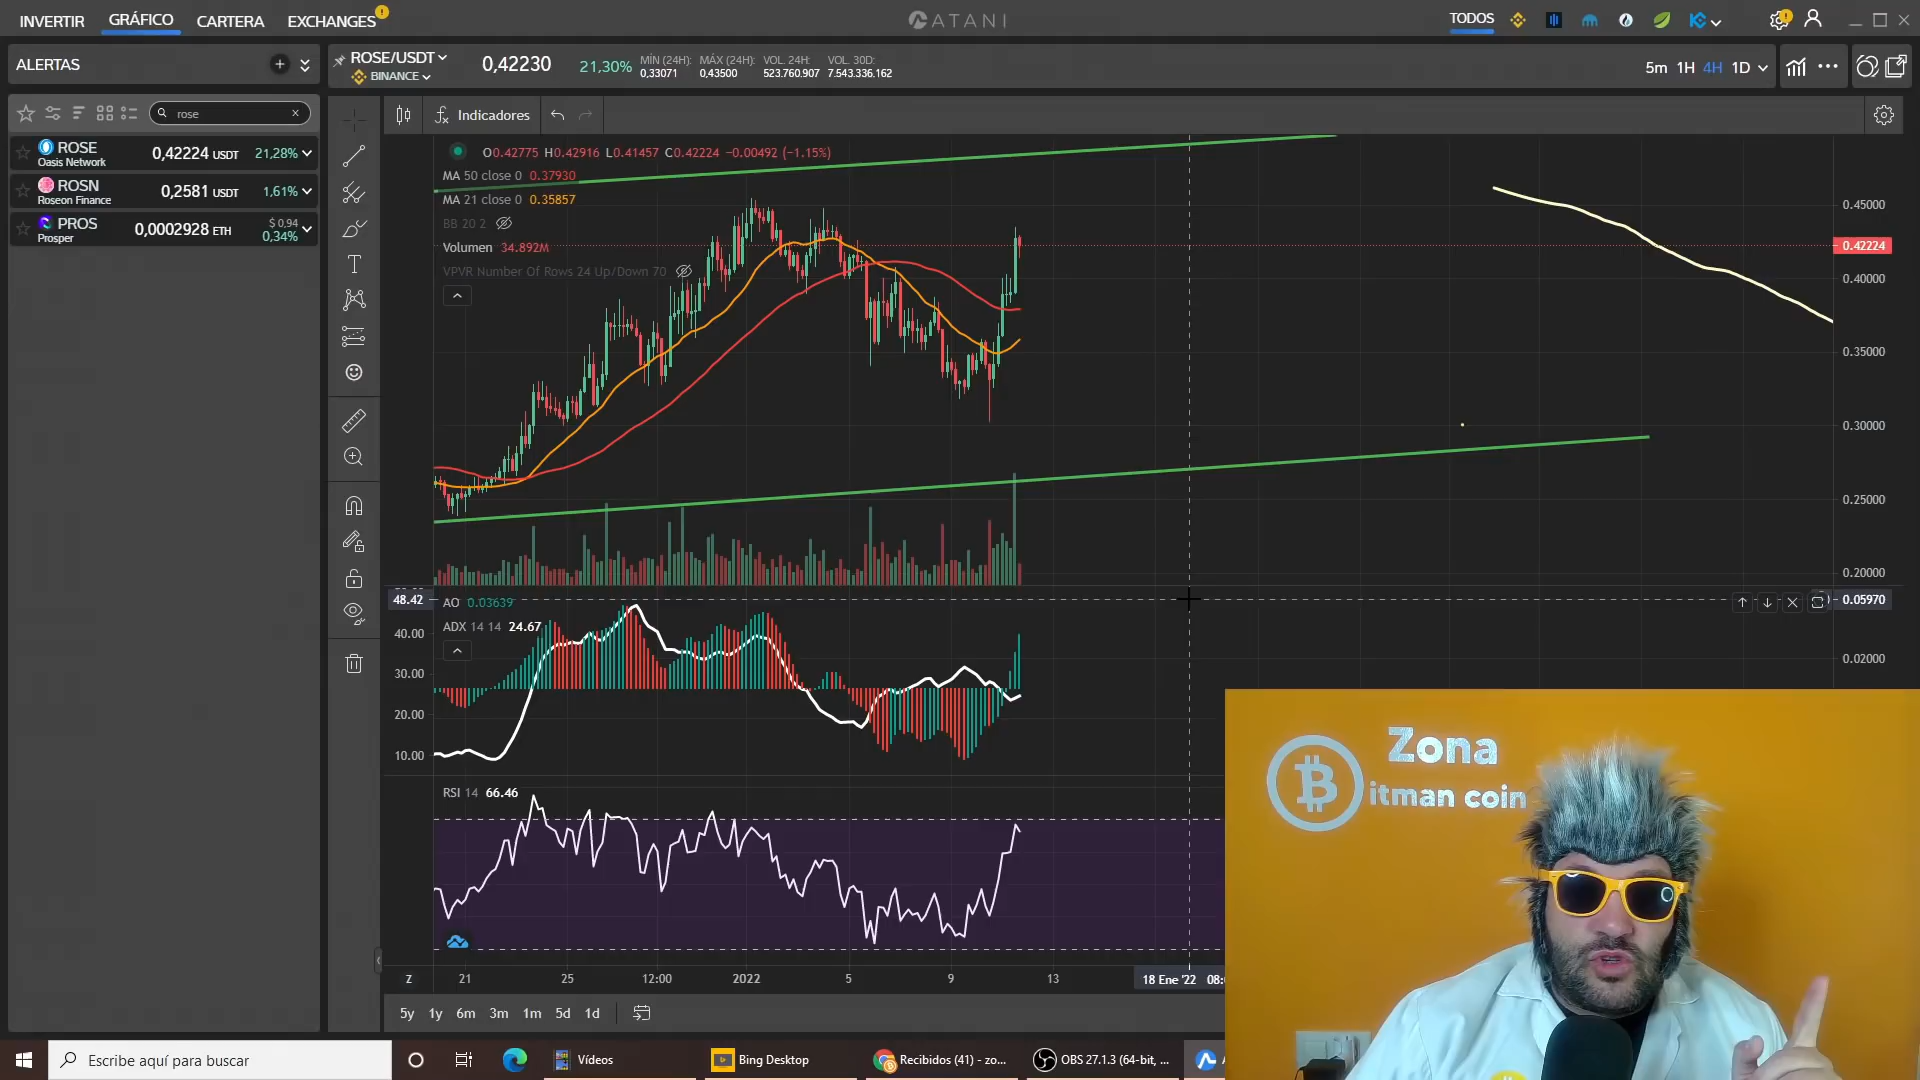 INVERTIR GRÁFICO CARTERA EXCHANGES
ATANI
TODOS
ALERTAS
ROSE/USDT
BINANCE
0,42230 21,30%
MÍN (24H): MÁX (24H): VOL. 24H: VOL. 30D:
0,33071 0,43500 523.760.907 7.543.336.162
5m 1H 4H 1D
rose
ROSE 0,42224 USDT 21,28%
Oasis Network
ROSN 0,2581 USDT 1,61%
Roseon Finance
PROS 0,0002928 ETH $ 0,94
Prosper 0,34%
Indicadores
O0.42775 H0.42916 L0.41457 C0.42224 −0.00492 (−1.15%)
MA 50 close 0 0.37930
MA 21 close 0 0.35857
BB 20 2
Volumen 34.892M
VPVR Number Of Rows 24 Up/Down 70
0.45000
0.42224
0.40000
0.35000
0.30000
0.25000
0.20000
48.42
0.05970
AO 0.03639
ADX 14 14 24.67
40.00
30.00
20.00
10.00
0.02000
RSI 14 66.46
Z 21 25 12:00 2022 5 9 13 18 Ene '22
5y 1y 6m 3m 1m 5d 1d
Zona
itman coin
Escribe aquí para buscar
Vídeos
Bing Desktop
Recibidos (41) - zo...
OBS 27.1.3 (64-bit, ...